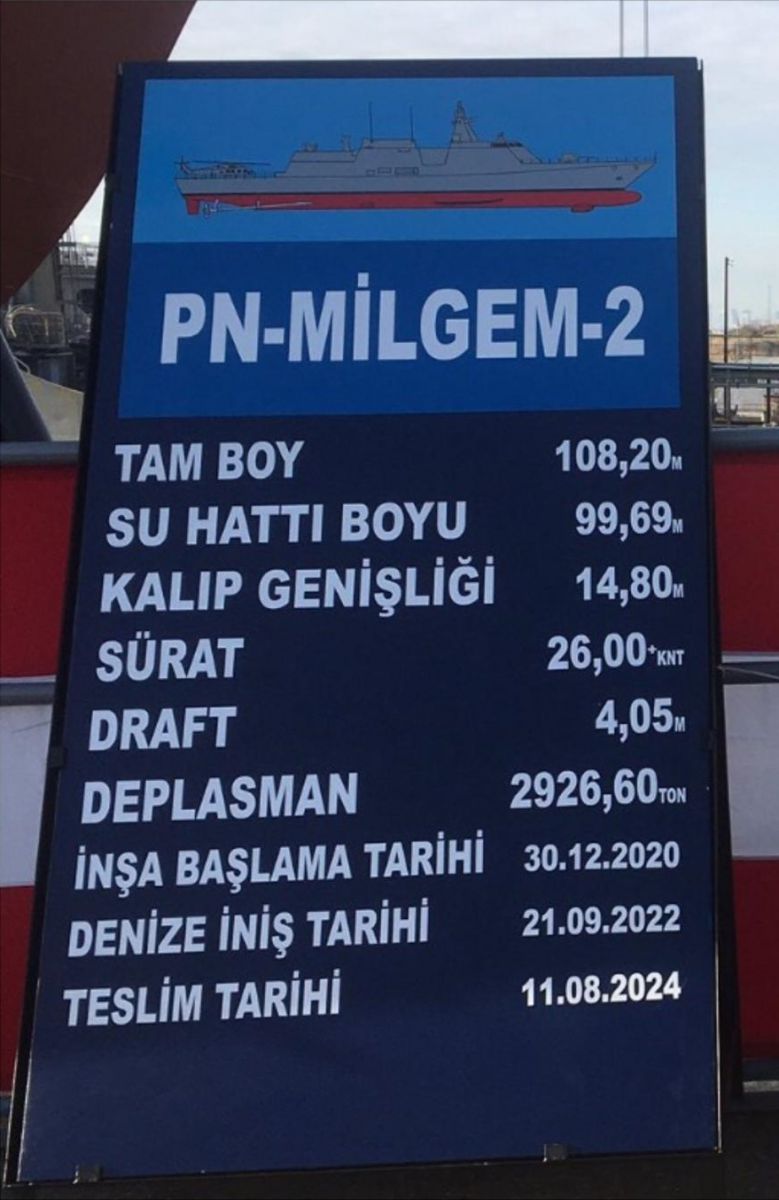 PN-MİLGEM-2
TAM BOY 108,20M
SU HATTI BOYU 99,69M
KALIP GENİŞLİĞİ 14,80M
SÜRAT 26,00+KNT
DRAFT 4,05M
DEPLASMAN 2926,60TON
İNŞA BAŞLAMA TARİHİ 30.12.2020
DENİZE İNİŞ TARİHİ 21.09.2022
TESLİM TARİHİ 11.08.2024